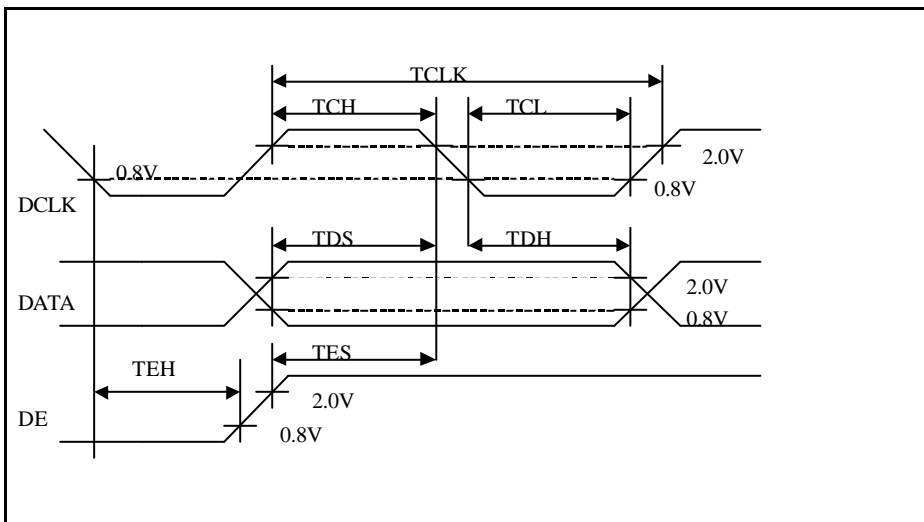 TCLK
TCH
TCL
0.8V
2.0V
0.8V
DCLK
TDS
TDH
DATA
2.0V
0.8V
TEH
TES
2.0V
DE
0.8V